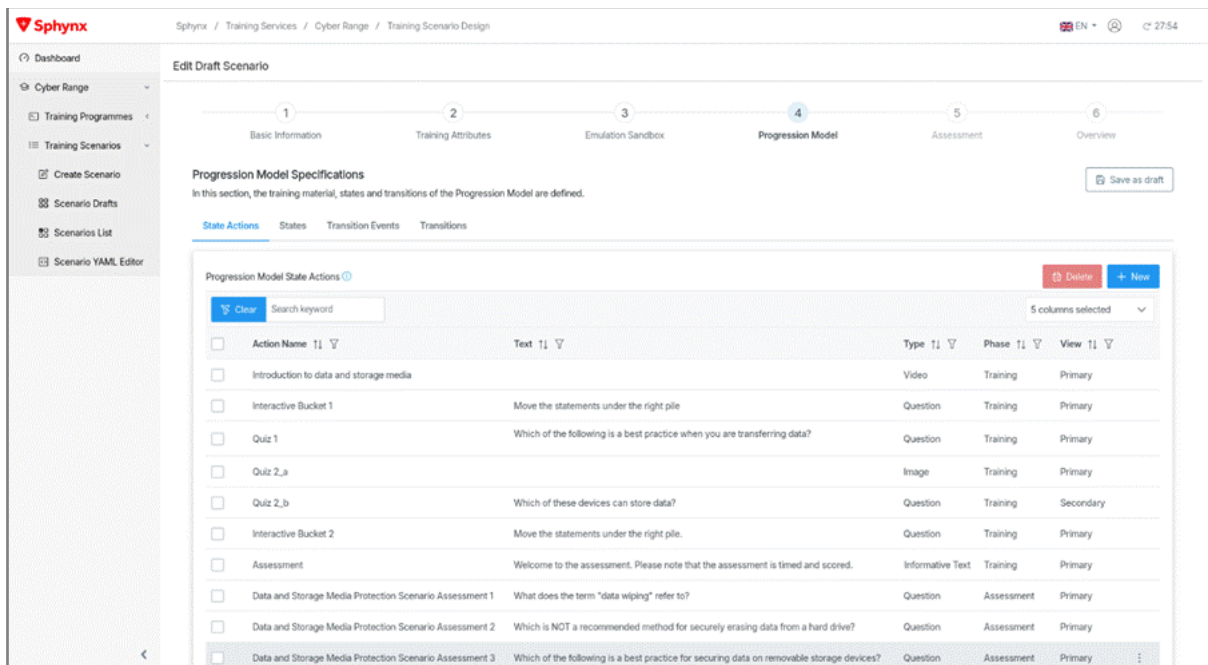 Sphynx
Sphynx / Training Services / Cyber Range / Training Scenario Design
EN
27:54
Dashboard
Cyber Range
Training Programmes
Training Scenarios
Create Scenario
Scenario Drafts
Scenarios List
Scenario YAML Editor
Edit Draft Scenario
1 2 3 4 5 6
Basic Information Training Attributes Emulation Sandbox Progression Model Assessment Overview
Progression Model Specifications
Save as draft
In this section, the training material, states and transitions of the Progression Model are defined.
State Actions States Transition Events Transitions
Progression Model State Actions
Delete + New
Clear Search keyword 5 columns selected
Action Name Text Type Phase View
Introduction to data and storage media Video Training Primary
Interactive Bucket 1 Move the statements under the right pile Question Training Primary
Quiz 1 Which of the following is a best practice when you are transferring data? Question Training Primary
Quiz 2_a Image Training Primary
Quiz 2_b Which of these devices can store data? Question Training Secondary
Interactive Bucket 2 Move the statements under the right pile. Question Training Primary
Assessment Welcome to the assessment. Please note that the assessment is timed and scored. Informative Text Training Primary
Data and Storage Media Protection Scenario Assessment 1 What does the term "data wiping" refer to? Question Assessment Primary
Data and Storage Media Protection Scenario Assessment 2 Which is NOT a recommended method for securely erasing data from a hard drive? Question Assessment Primary
Data and Storage Media Protection Scenario Assessment 3 Which of the following is a best practice for securing data on removable storage devices? Question Assessment Primary